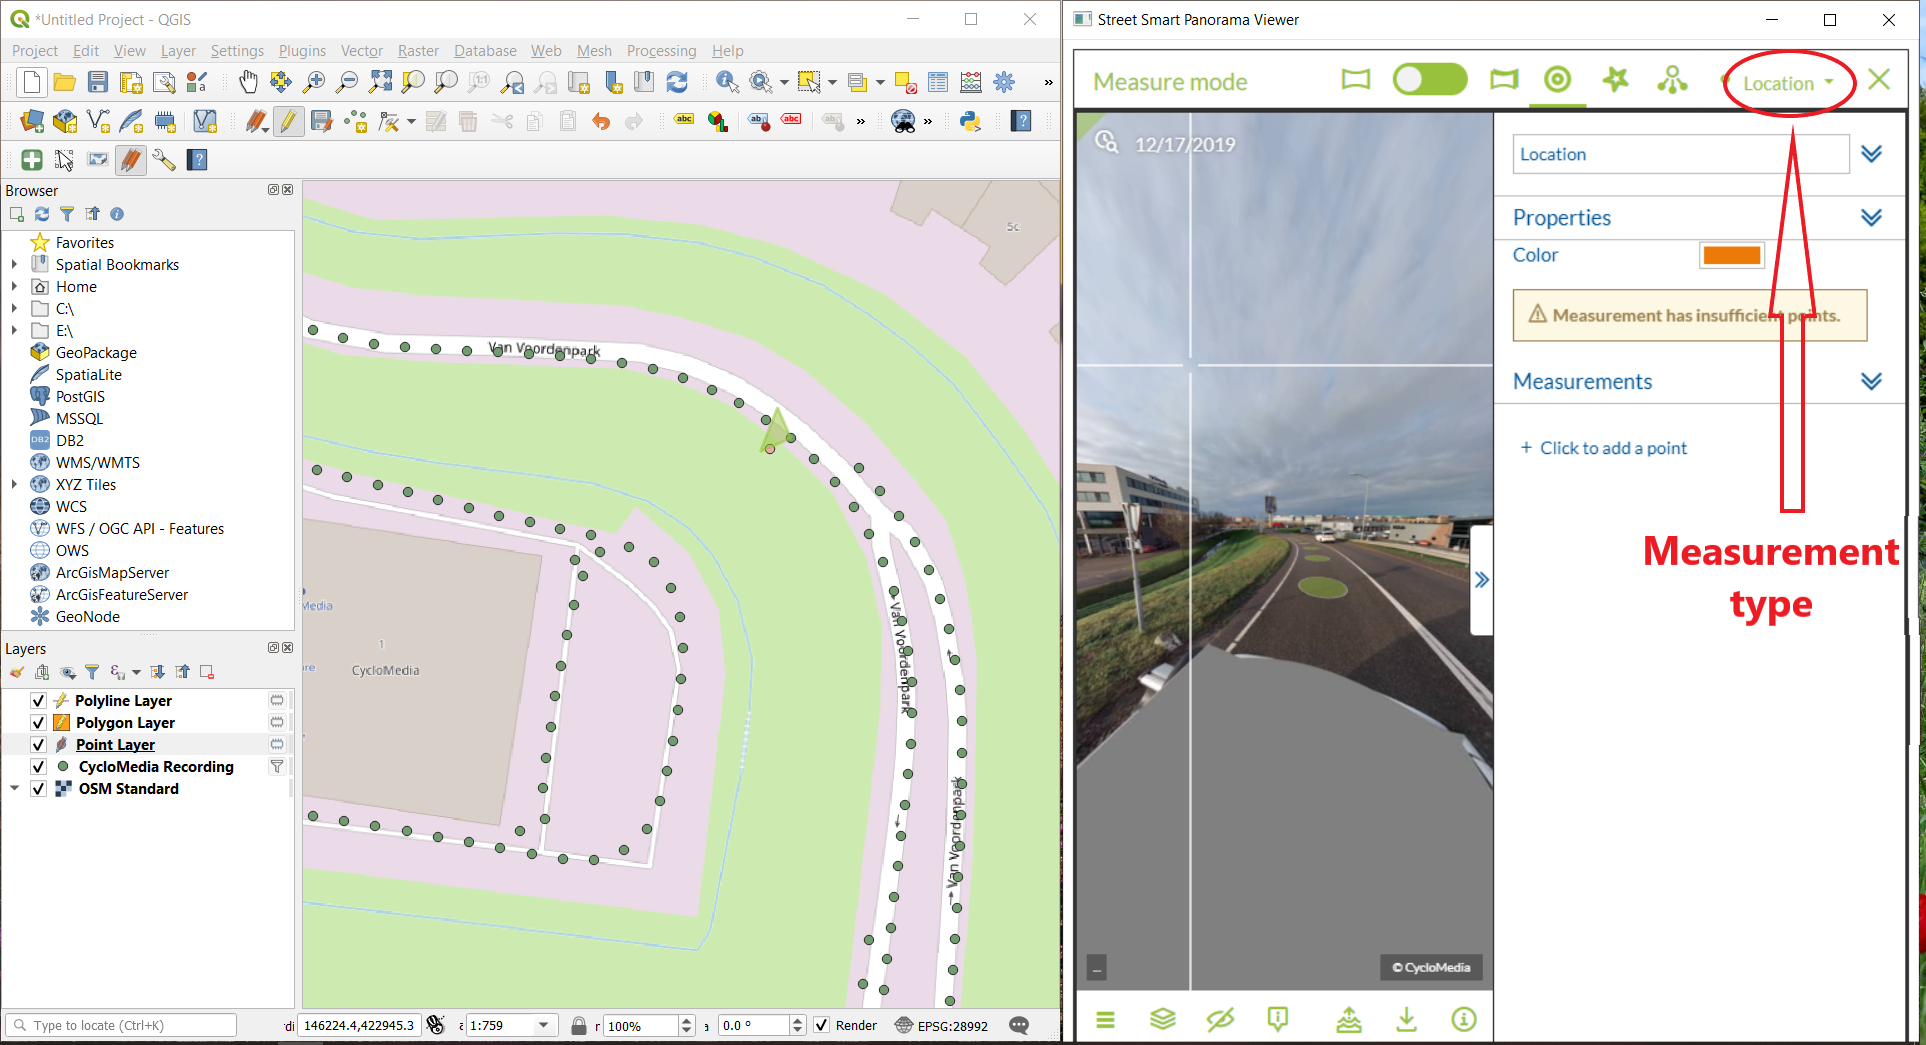 *Untitled Project - QGIS
Project Edit View Layer Settings Plugins Vector Raster Database Web Mesh Processing Help
Browser
Favorites
Spatial Bookmarks
Home
C:\
E:\
GeoPackage
SpatiaLite
PostGIS
MSSQL
DB2
WMS/WMTS
XYZ Tiles
WCS
WFS / OGC API - Features
OWS
ArcGisMapServer
ArcGisFeatureServer
GeoNode
Layers
Polyline Layer
Polygon Layer
Point Layer
CycloMedia Recording
OSM Standard
5c
Van Voordenpark
Media
1
CycloMedia
re
Van Voordenpark
Van Voordenpark
Type to locate (Ctrl+K)
di 146224.4,422945.3
1:759
r 100%
a 0.0 °
Render
EPSG:28992
Street Smart Panorama Viewer
Measure mode
Location
12/17/2019
Location
Properties
Color
Measurement has insufficient points.
Measurements
+ Click to add a point
Measurement
type
© CycloMedia